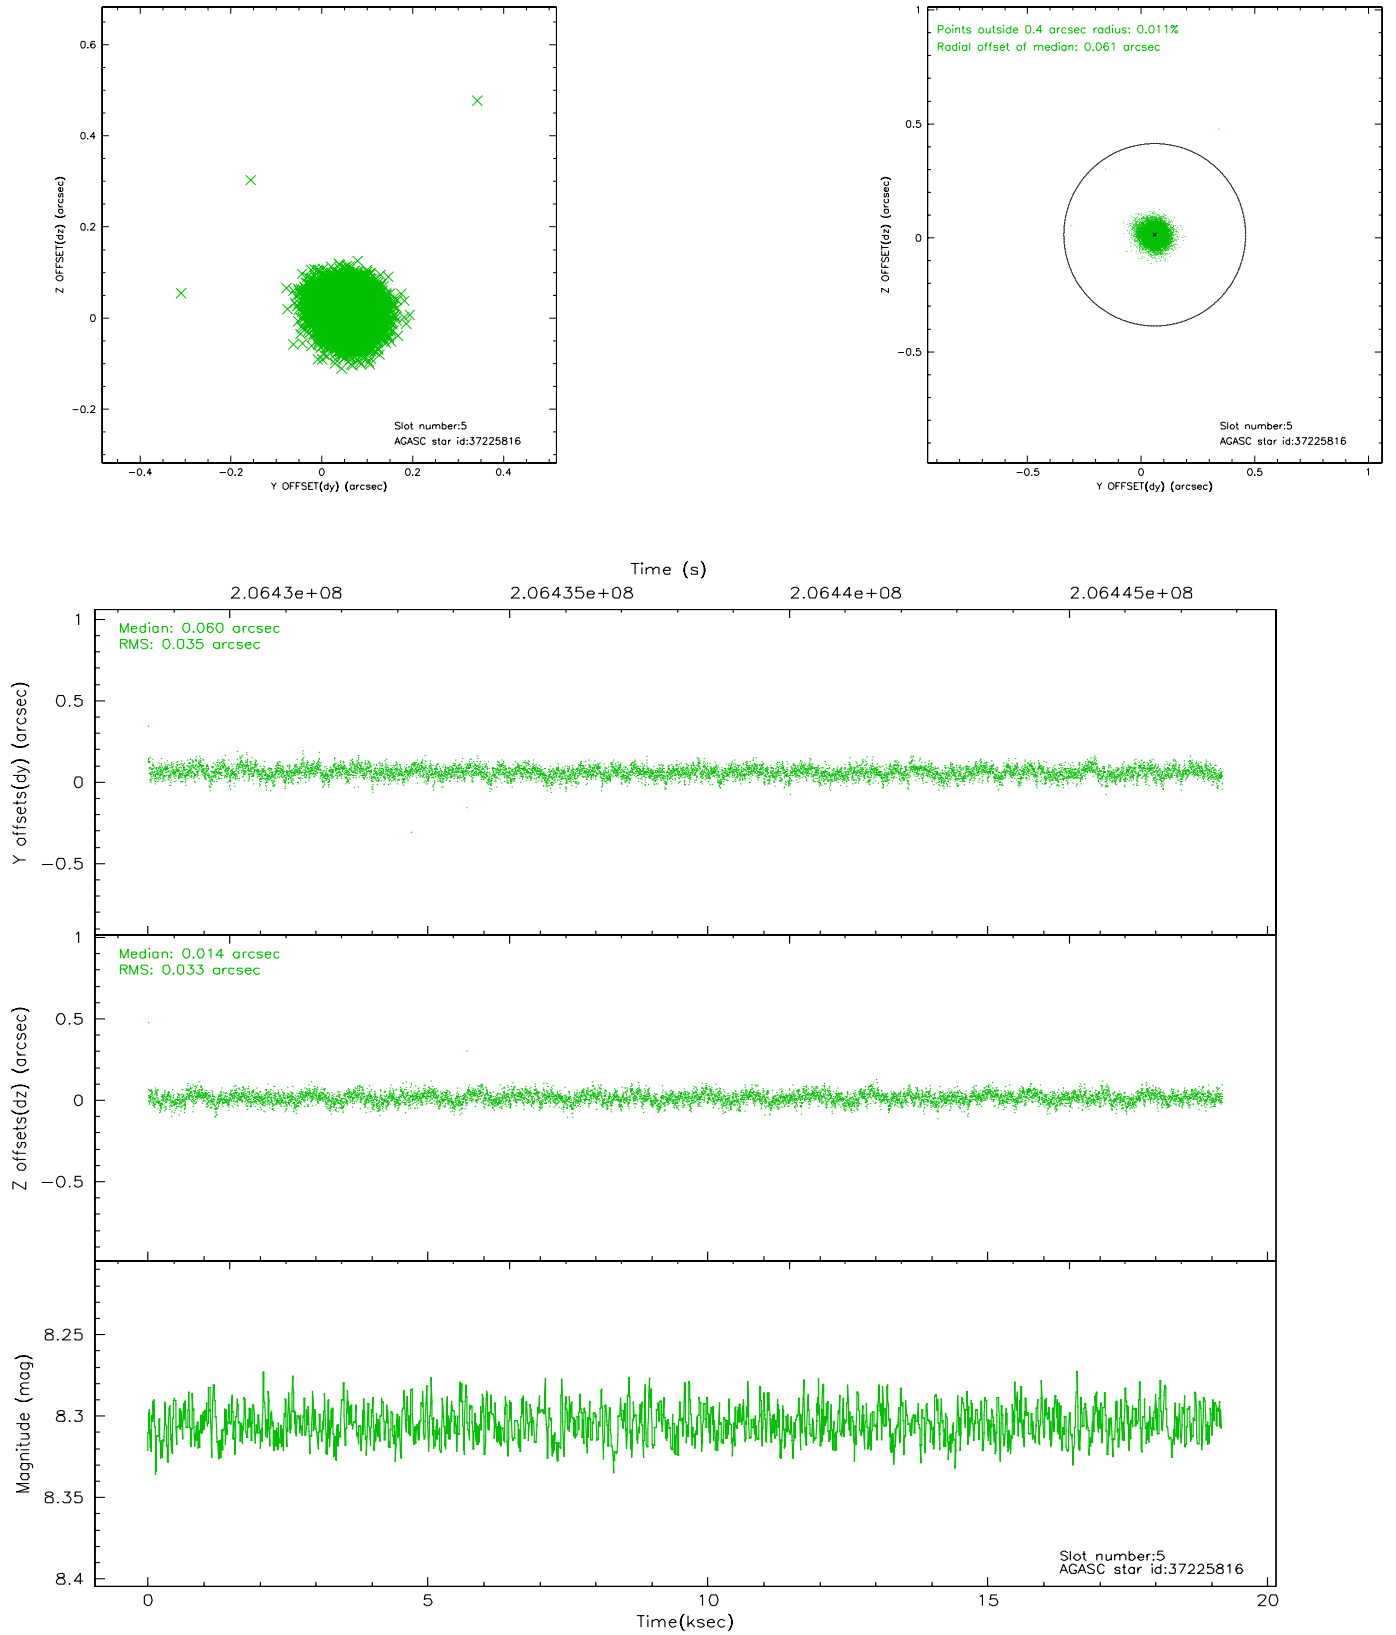 0.6
0.4
0.2
0
−0.2
Z OFFSET(dz) (arcsec)
−0.4
−0.2
0
0.2
0.4
Y OFFSET(dy) (arcsec)
Slot number:5
AGASC star id:37225816
Points outside 0.4 arcsec radius: 0.011%
Radial offset of median: 0.061 arcsec
1
0.5
0
−0.5
Z OFFSET(dz) (arcsec)
−0.5
0
0.5
1
Y OFFSET(dy) (arcsec)
Slot number:5
AGASC star id:37225816
Time (s)
2.0643e+08
2.06435e+08
2.0644e+08
2.06445e+08
Median: 0.060 arcsec
RMS: 0.035 arcsec
1
0.5
0
−0.5
Y offsets(dy) (arcsec)
Median: 0.014 arcsec
RMS: 0.033 arcsec
1
0.5
0
−0.5
Z offsets(dz) (arcsec)
8.25
8.3
8.35
8.4
Magnitude (mag)
Slot number:5
AGASC star id:37225816
0
5
10
15
20
Time(ksec)